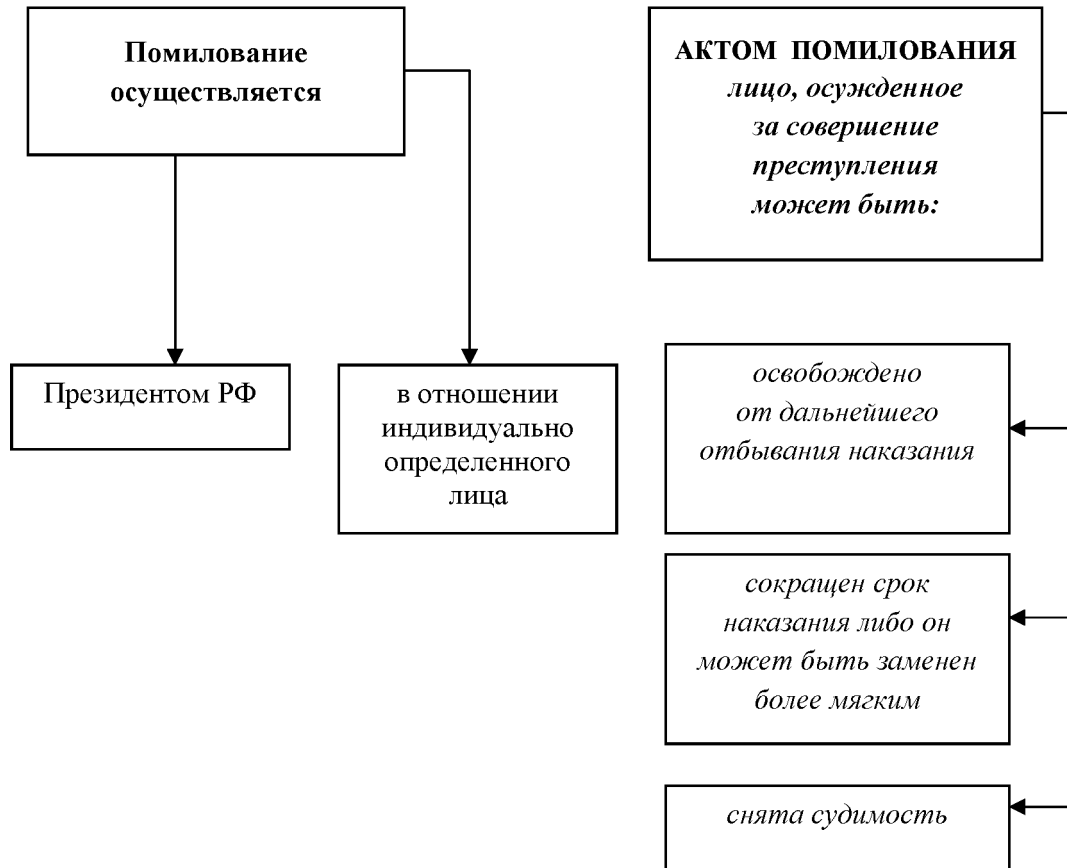 Помилование
осуществляется
АКТОМ ПОМИЛОВАНИЯ
лицо, осужденное
за совершение
преступления
может быть:
Президентом РФ
в отношении
индивидуально
определенного
лица
освобождено
от дальнейшего
отбывания наказания
сокращен срок
наказания либо он
может быть заменен
более мягким
снята судимость